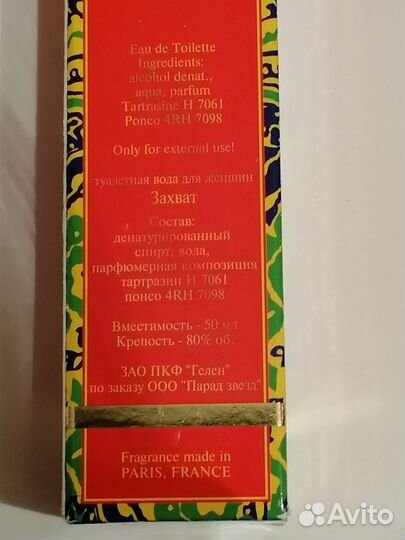 Eau de Toilette
Ingredients:
alcohol denat.,
aqua, parfum
Tartrasine H 7061
Ponco 4RH 7098
Only for external use!
туалетная вода для женщин
Захват
Состав:
денатурированный
спирт, вода,
парфюмерная композиция
тартразин H 7061
понсо 4RH 7098
Вместимость - 50 мл
Крепость - 80% об.
ЗАО ПКФ "Гелен"
по заказу ООО "Парад звезд"
Fragrance made in
PARIS, FRANCE
Avito